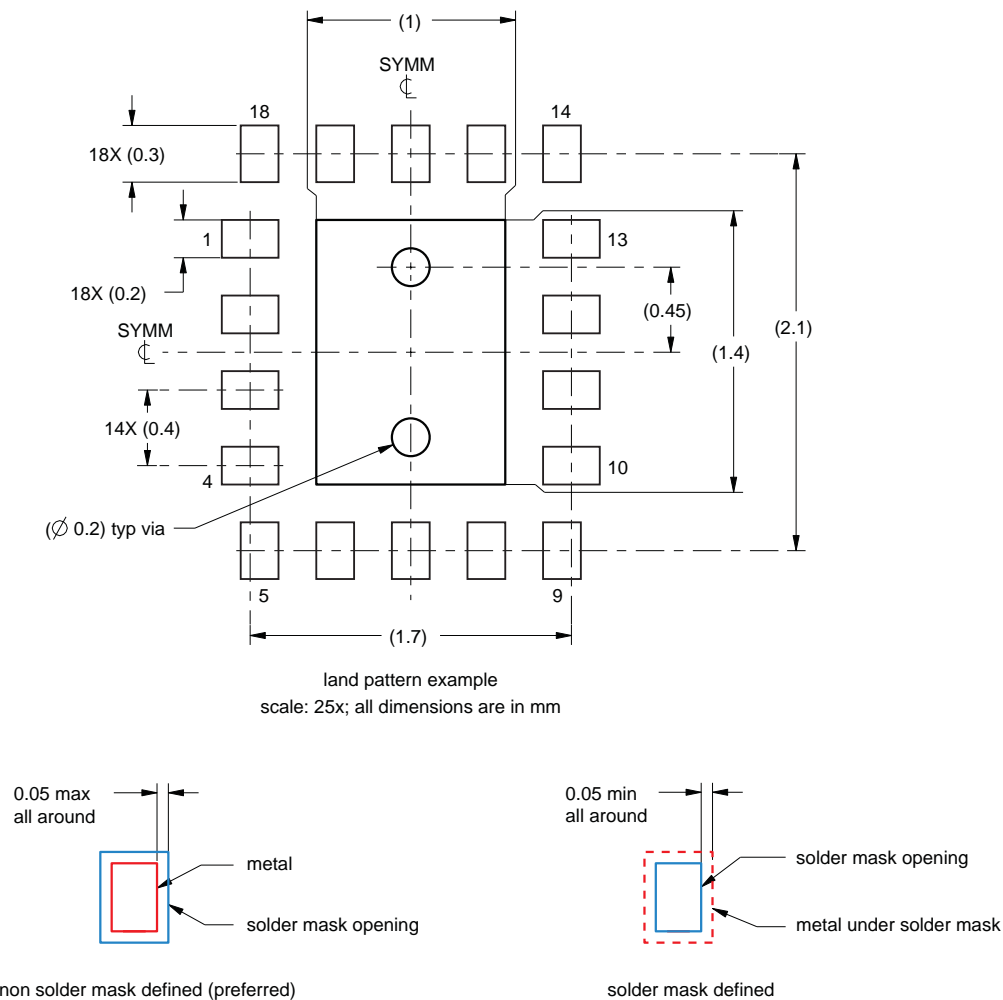 (1)
SYMM
18
14
18X (0.3)
1
13
18X (0.2)
(0.45)
(2.1)
SYMM
(1.4)
14X (0.4)
4
10
(∅ 0.2) typ via
5
9
(1.7)
land pattern example
scale: 25x; all dimensions are in mm
0.05 max
all around
metal
solder mask opening
non solder mask defined (preferred)
0.05 min
all around
solder mask opening
metal under solder mask
solder mask defined